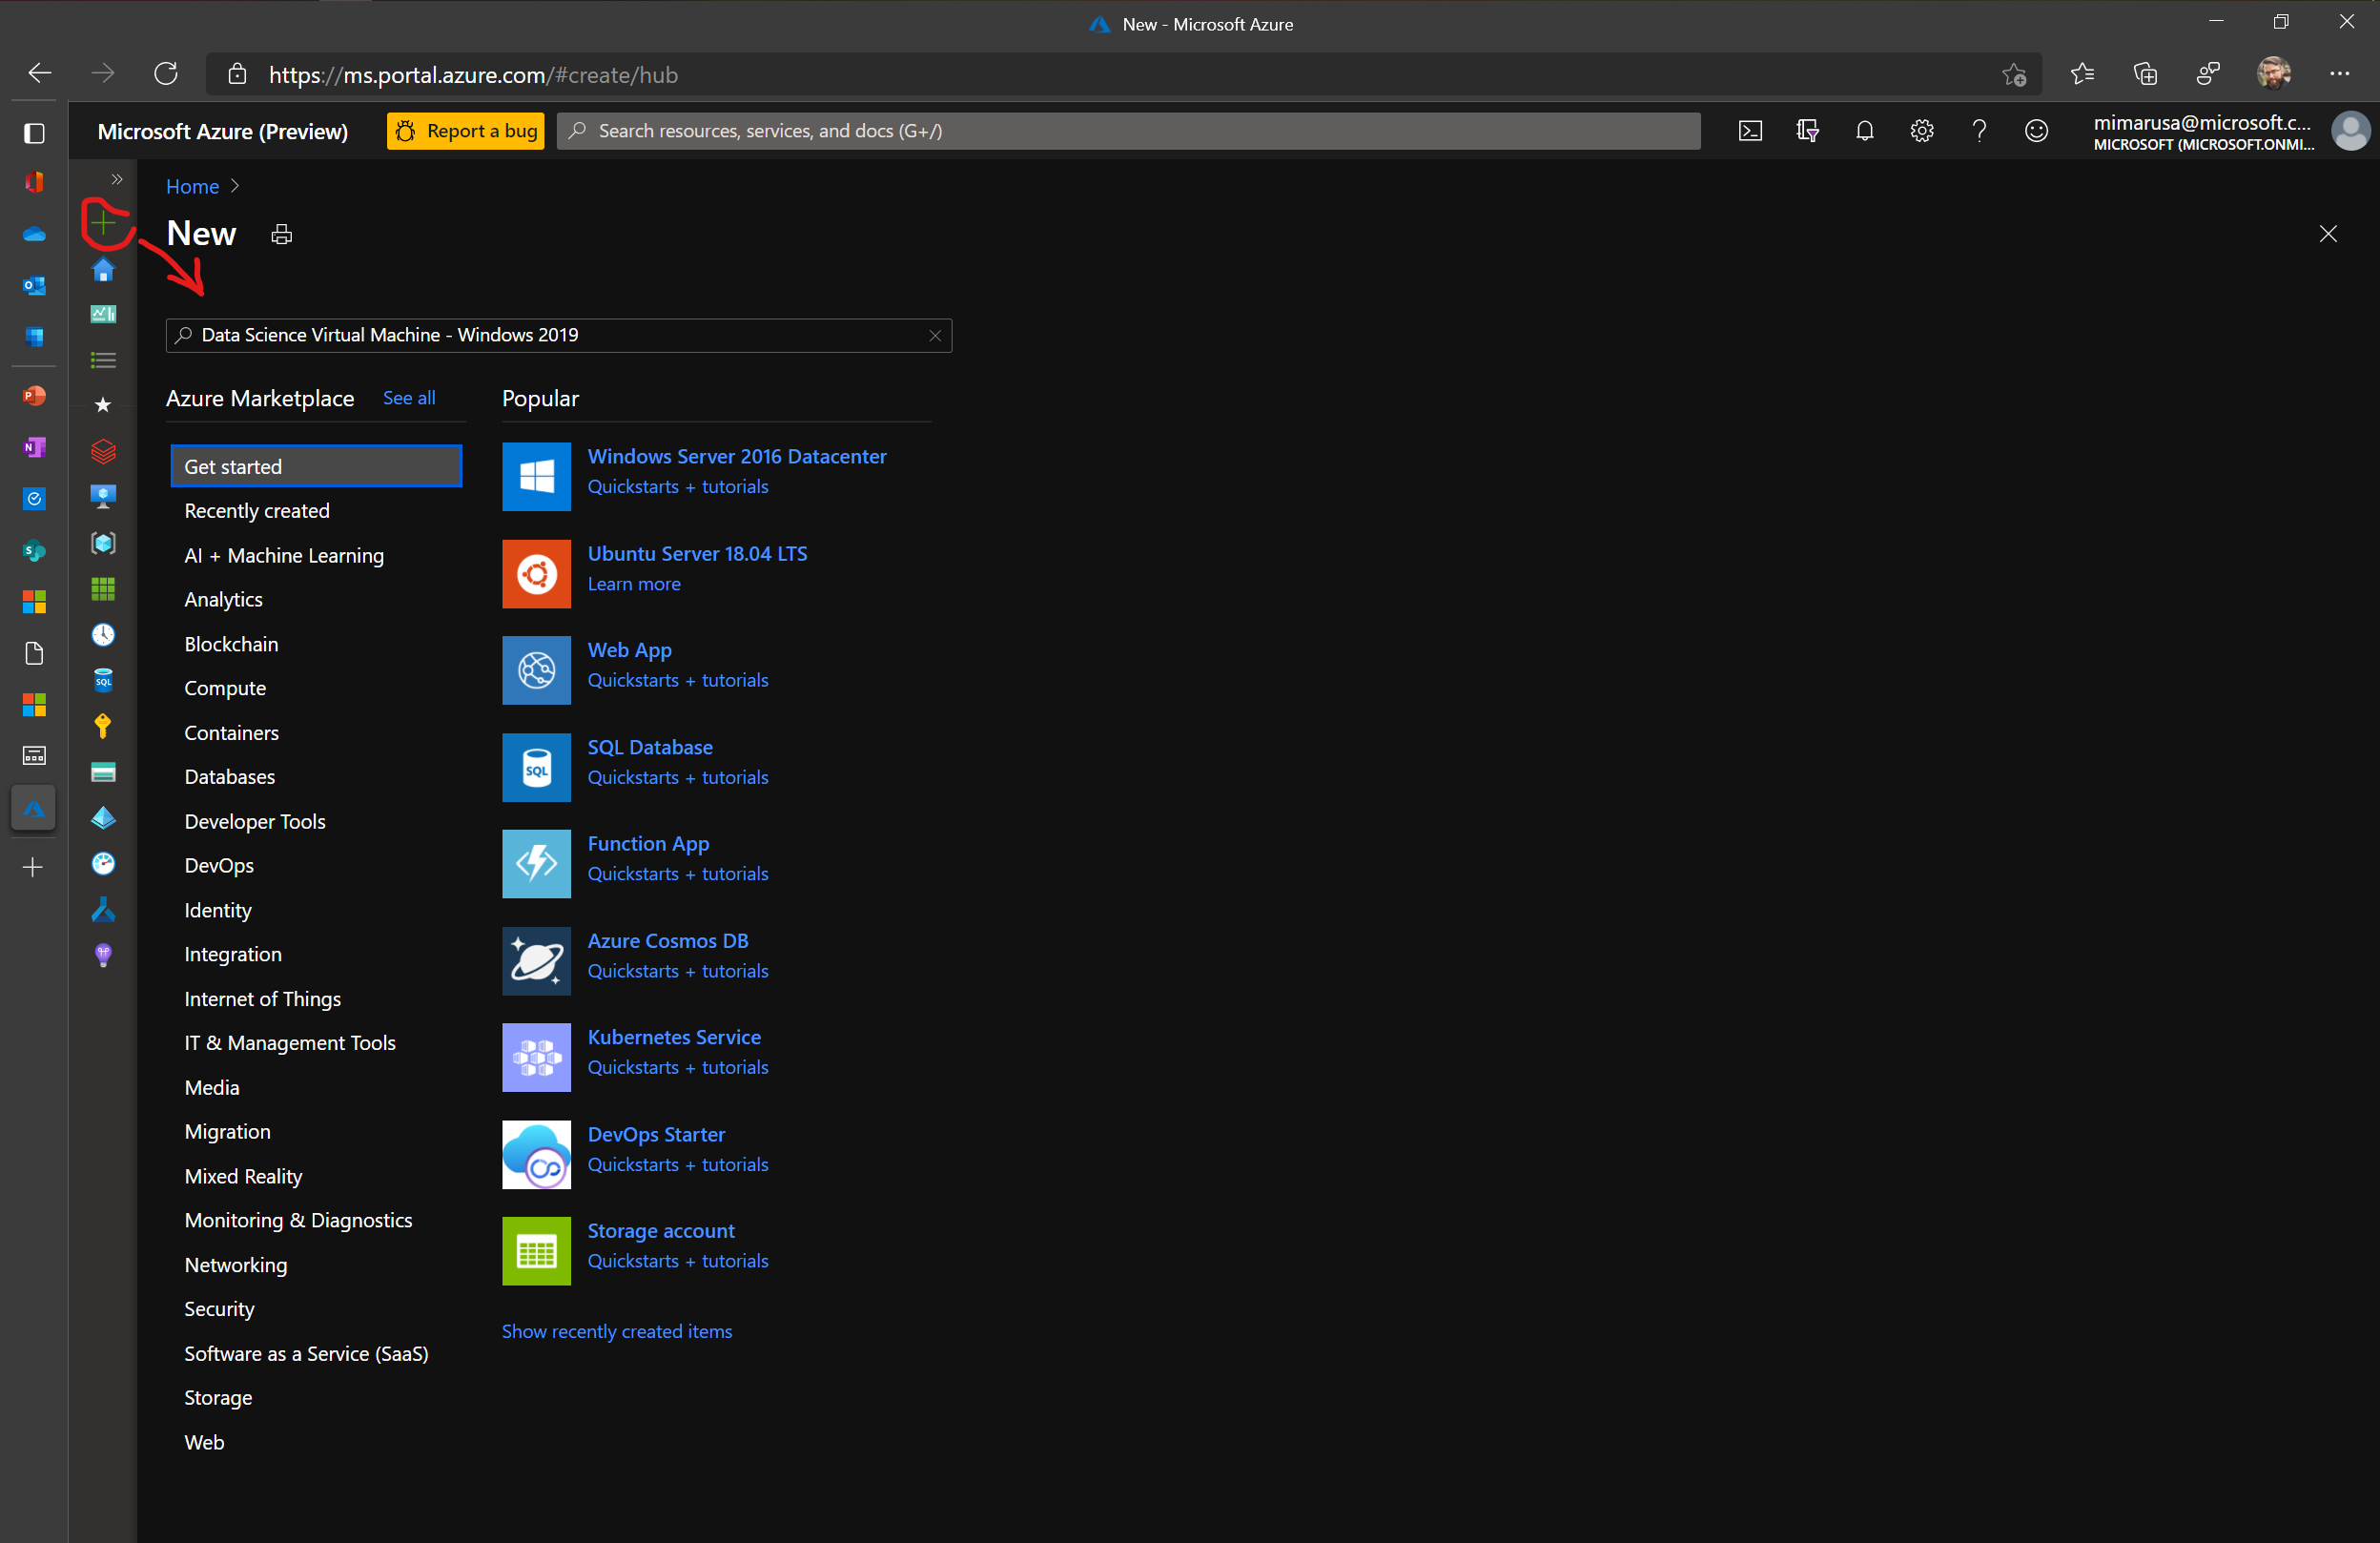 New - Microsoft Azure
https://ms.portal.azure.com/#create/hub
Microsoft Azure (Preview)
Report a bug
Search resources, services, and docs (G+/)
mimarusa@microsoft.c...
MICROSOFT (MICROSOFT.ONMI...
Home
New
Data Science Virtual Machine - Windows 2019
Azure Marketplace
See all
Get started
Recently created
AI + Machine Learning
Analytics
Blockchain
Compute
Containers
Databases
Developer Tools
DevOps
Identity
Integration
Internet of Things
IT & Management Tools
Media
Migration
Mixed Reality
Monitoring & Diagnostics
Networking
Security
Software as a Service (SaaS)
Storage
Web
Popular
Windows Server 2016 Datacenter
Quickstarts + tutorials
Ubuntu Server 18.04 LTS
Learn more
Web App
Quickstarts + tutorials
SQL
SQL Database
Quickstarts + tutorials
Function App
Quickstarts + tutorials
Azure Cosmos DB
Quickstarts + tutorials
Kubernetes Service
Quickstarts + tutorials
DevOps Starter
Quickstarts + tutorials
Storage account
Quickstarts + tutorials
Show recently created items